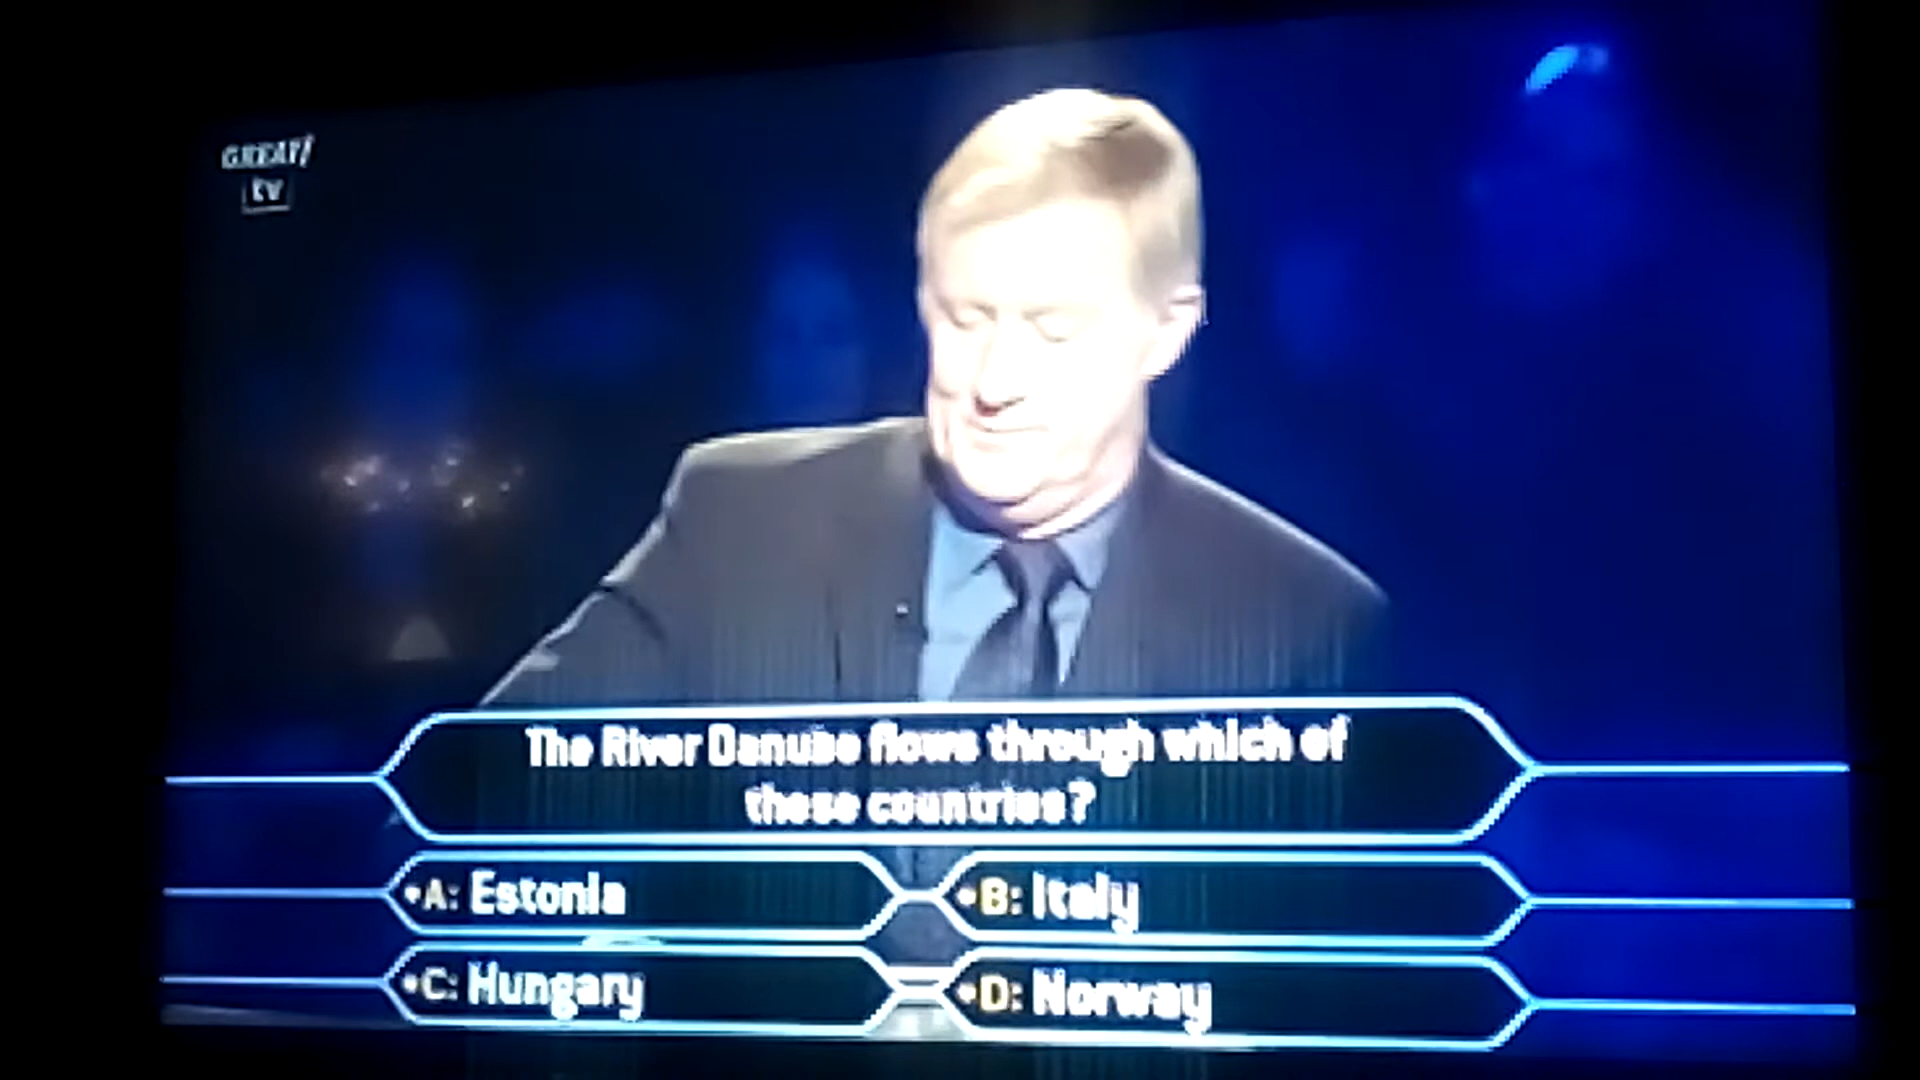 GREAT!
tv
The River Danube flows through which of
these countries?
•A: Estonia
•B: Italy
•C: Hungary
•D: Norway